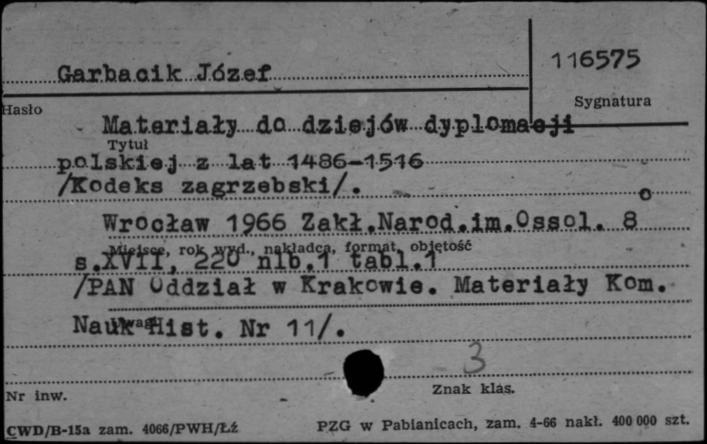 116575
Garbacik Józef
Hasło
Sygnatura
Materiały do dziejów dyplomacji
Tytuł
polskiej z lat 1486-1516
/Kodeks zagrzebski/.
Wrocław 1966 Zakł.Narod.im.Ossol. 8o
Miejsce, rok wyd., nakładca, format, objętość
s.XVII, 220 nlb.1 tabl.1
/PAN Oddział w Krakowie. Materiały Kom.
Nauk Hist. Nr 11/.
3
Nr inw.
Znak klas.
CWD/B-15a zam. 4066/PWH/Łź
PZG w Pabianicach, zam. 4-66 nakł. 400 000 szt.